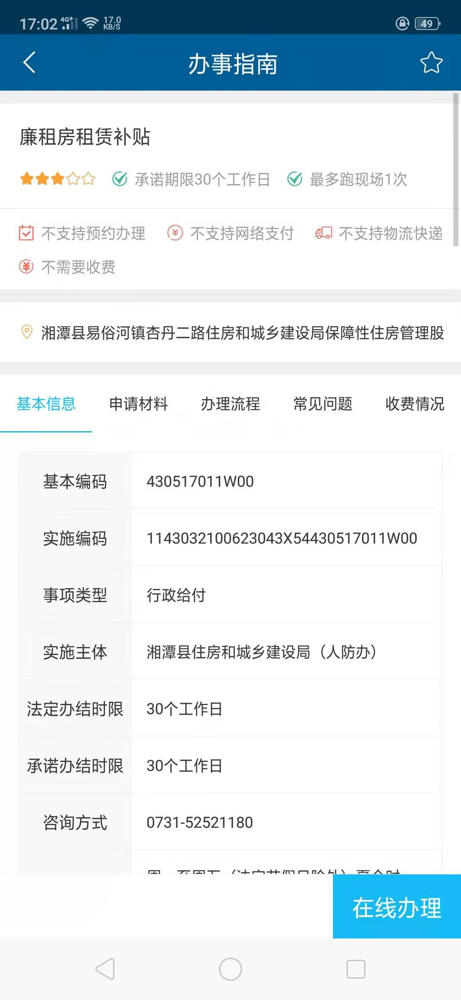 17:02 4G+ 17.0 KB/S 49
办事指南
廉租房租赁补贴
承诺期限30个工作日 最多跑现场1次
不支持预约办理 不支持网络支付 不支持物流快递
不需要收费
湘潭县易俗河镇杏丹二路住房和城乡建设局保障性住房管理股
基本信息 申请材料 办理流程 常见问题 收费情况
基本编码 430517011W00
实施编码 1143032100623043X54430517011W00
事项类型 行政给付
实施主体 湘潭县住房和城乡建设局（人防办）
法定办结时限 30个工作日
承诺办结时限 30个工作日
咨询方式 0731-52521180
在线办理